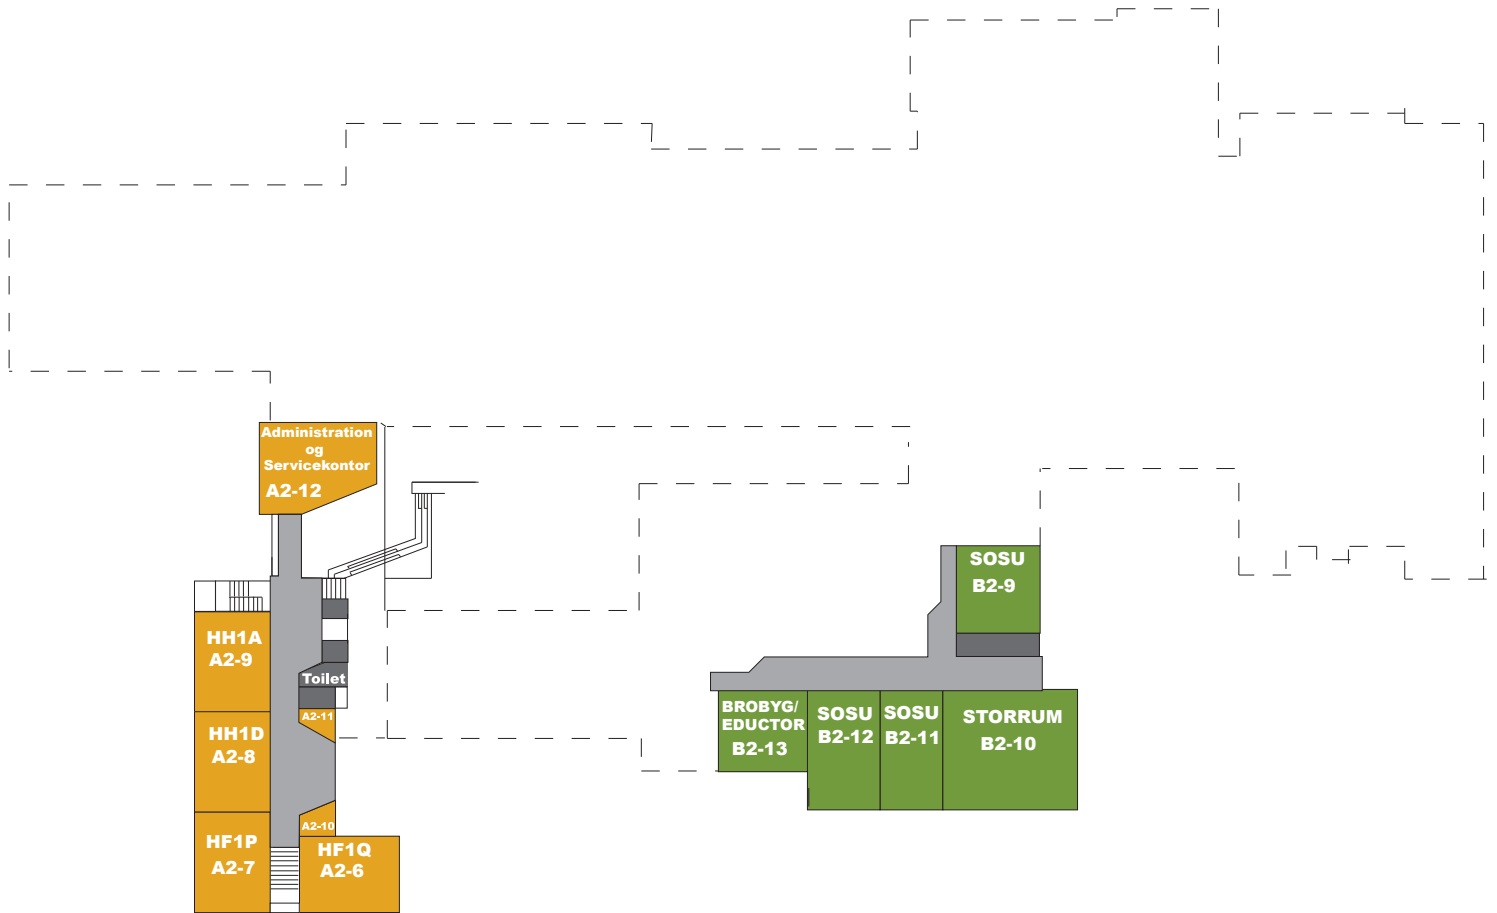 Administration
og
Servicekontor
A2-12
HH1A
A2-9
Toilet
A2-11
HH1D
A2-8
A2-10
HF1P
A2-7
HF1Q
A2-6
SOSU
B2-9
BROBYG/
EDUCTOR
B2-13
SOSU
B2-12
SOSU
B2-11
STORRUM
B2-10